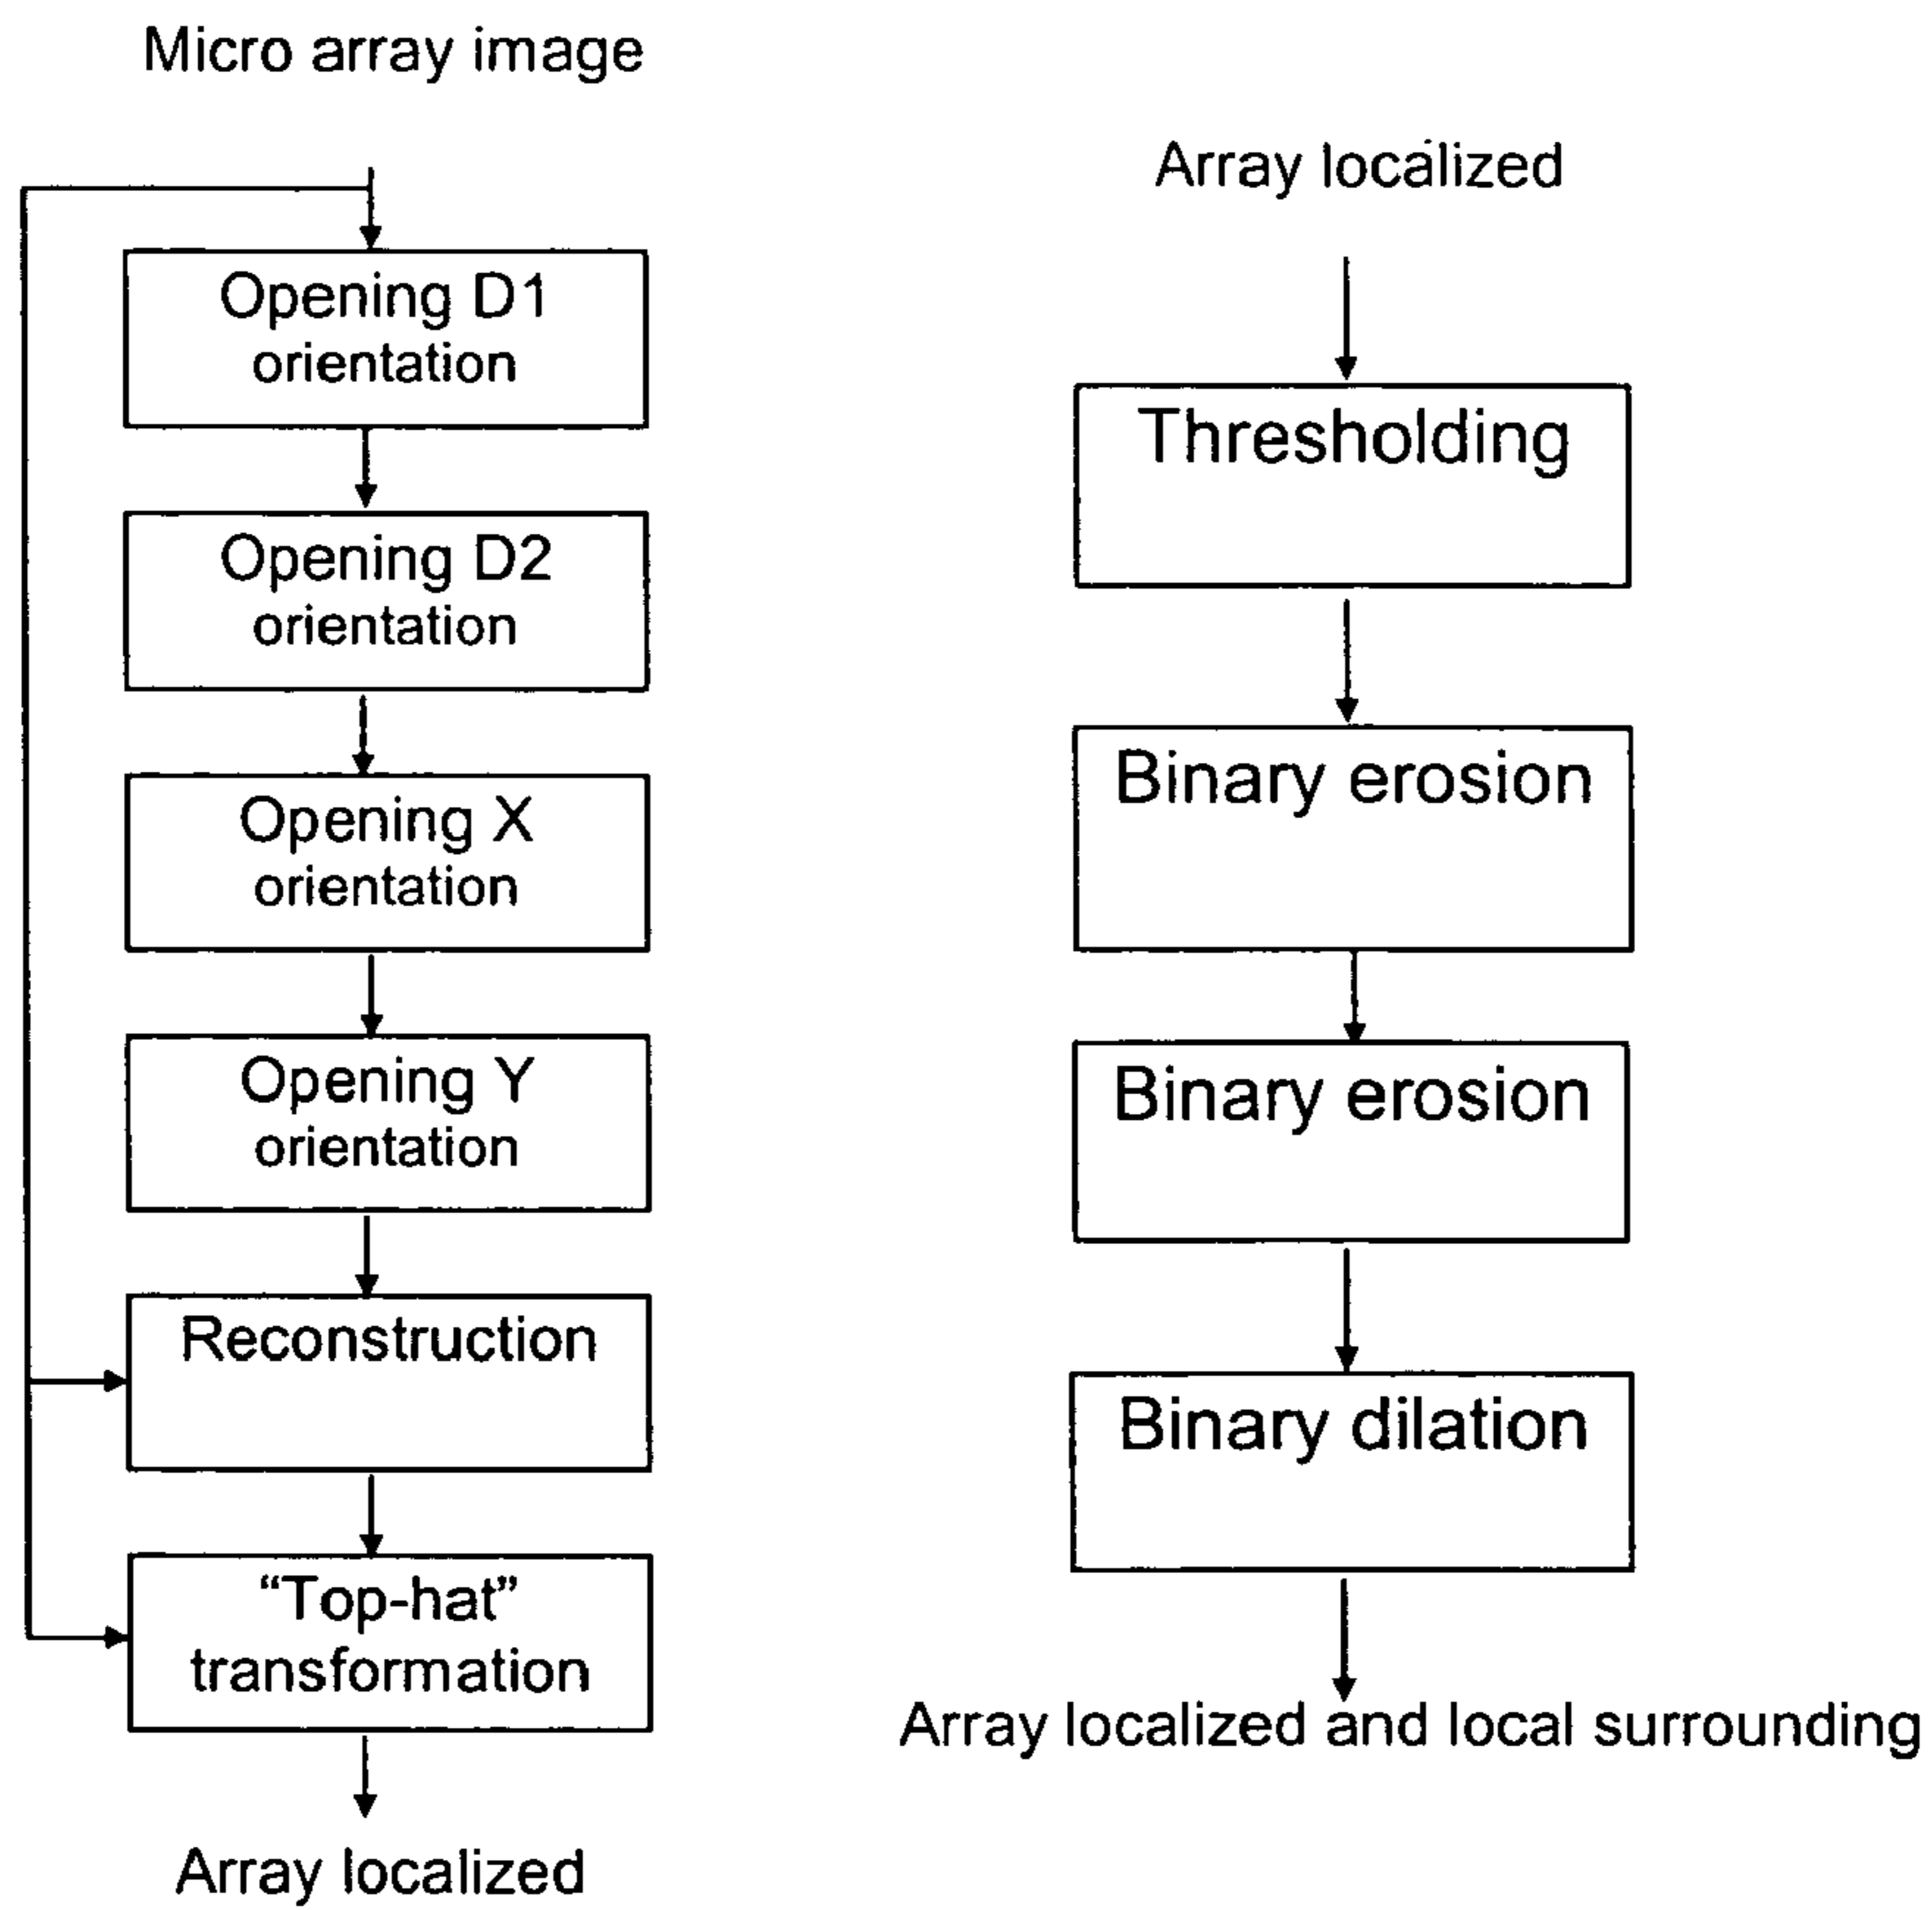 Micro array image
Opening D1
orientation
Opening D2
orientation
Opening X
orientation
Opening Y
orientation
Reconstruction
“Top-hat”
transformation
Array localized
Array localized
Thresholding
Binary erosion
Binary erosion
Binary dilation
Array localized and local surrounding